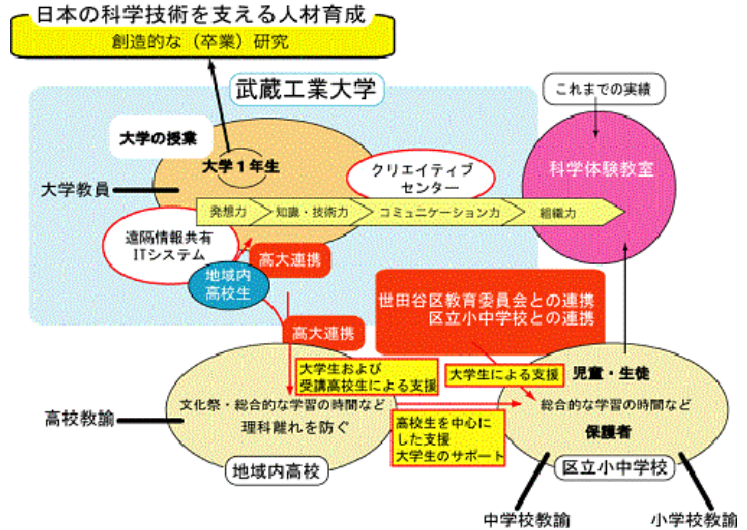 日本の科学技術を支える人材育成
創造的な（卒業）研究
武蔵工業大学
これまでの実績
大学の授業
大学１年生
クリエイティブ
センター
科学体験教室
大学教員
発想力
知識・技術力
コミュニケーション力
組織力
遠隔情報共有
ITシステム
高大連携
地域内
高校生
世田谷区教育委員会との連携
区立小中学校との連携
高大連携
大学生および
受講高校生による支援
大学生による支援
児童・生徒
文化祭・総合的な学習の時間など
総合的な学習の時間など
高校教諭
理科離れを防ぐ
高校生を中心に
した支援
大学生のサポート
保護者
地域内高校
区立小中学校
中学校教諭
小学校教諭